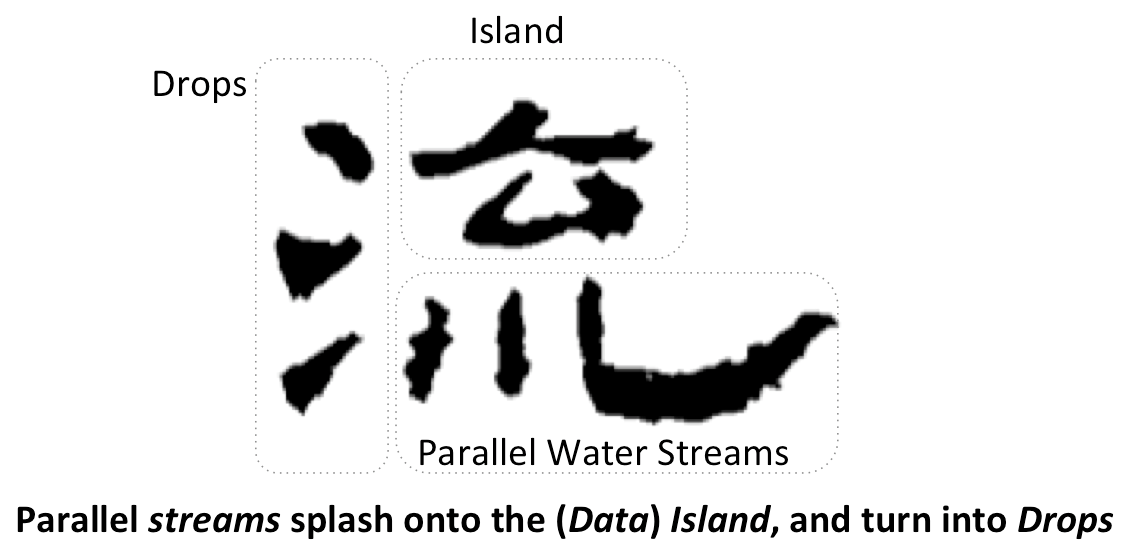 Island
Drops
流
Parallel Water Streams
Parallel streams splash onto the (Data) Island, and turn into Drops